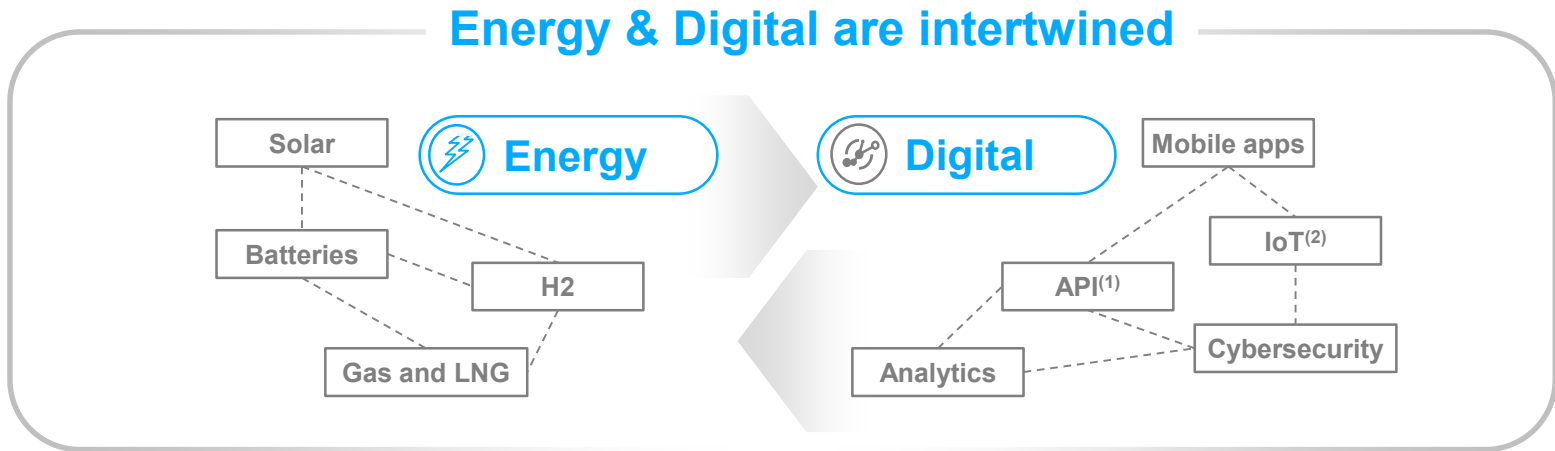 Energy & Digital are intertwined
Solar
Energy
Batteries
H2
Gas and LNG
Digital
Mobile apps
IoT(2)
API(1)
Cybersecurity
Analytics